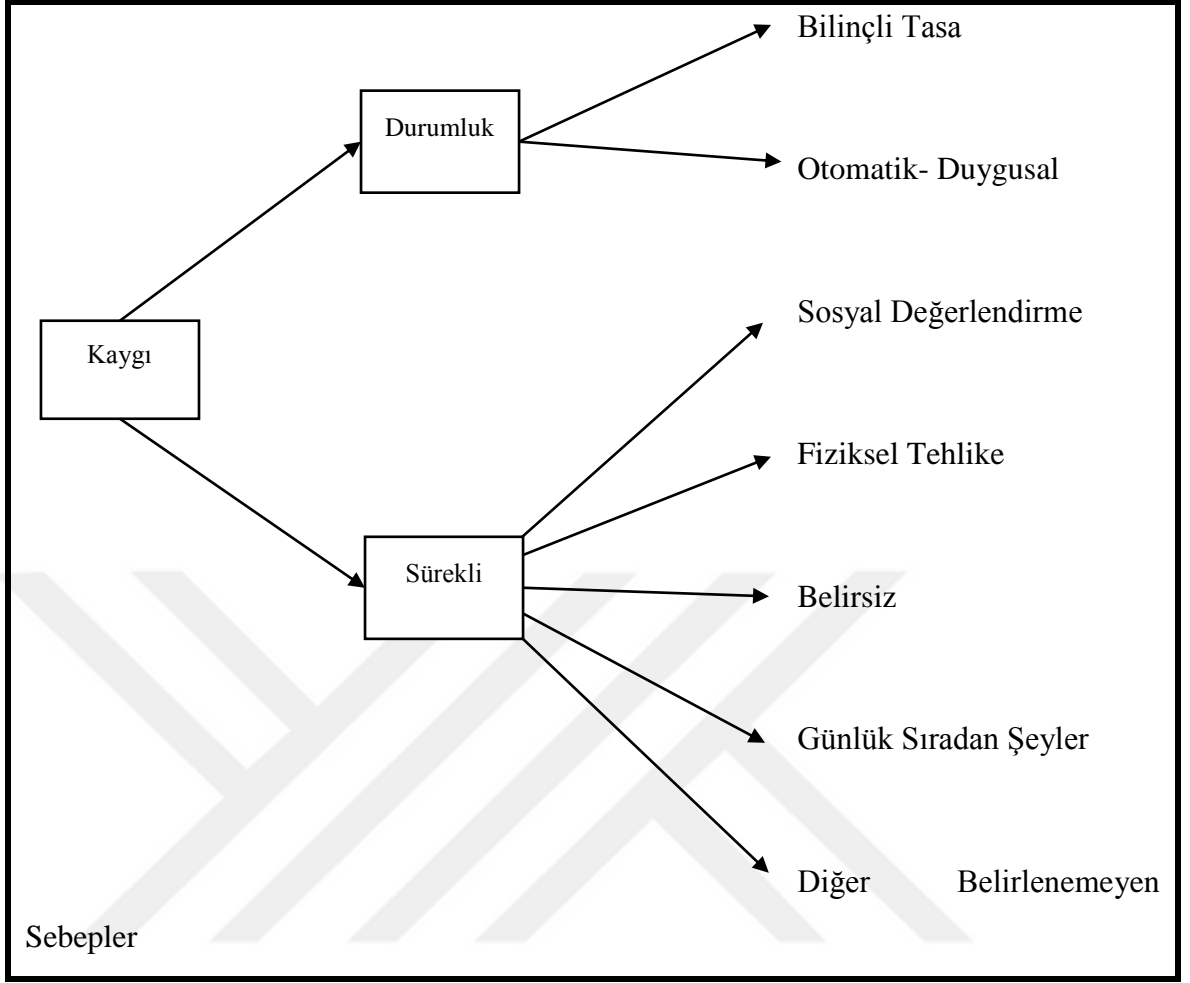 Bilinçli Tasa
Durumluk
Otomatik- Duygusal
Sosyal Değerlendirme
Kaygı
Fiziksel Tehlike
Sürekli
Belirsiz
Günlük Sıradan Şeyler
Diğer Belirlenemeyen
Sebepler